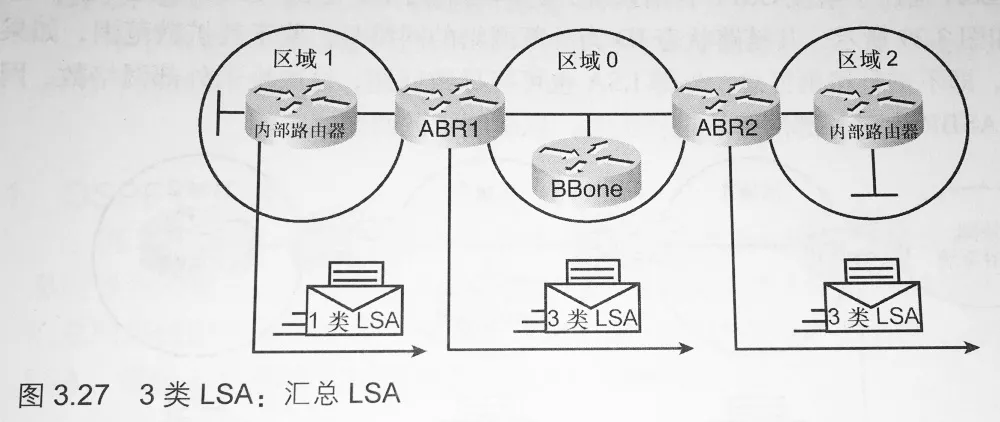 区域 1
区域 0
区域 2
内部路由器
ABR1
ABR2
内部路由器
BBone
1 类 LSA
3 类 LSA
3 类 LSA
图 3.27 3 类 LSA：汇总 LSA